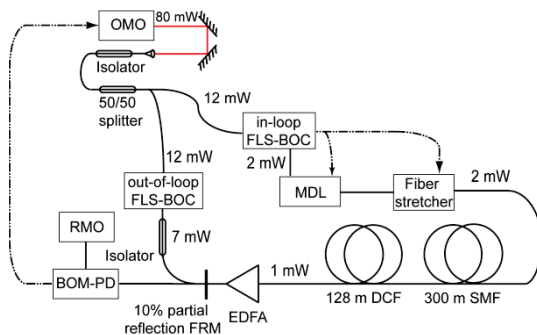 OMO
80 mW
Isolator
50/50
splitter
12 mW
in-loop
FLS-BOC
12 mW
2 mW
MDL
Fiber
stretcher
2 mW
out-of-loop
FLS-BOC
RMO
7 mW
Isolator
BOM-PD
1 mW
10% partial
reflection FRM
EDFA
128 m DCF
300 m SMF